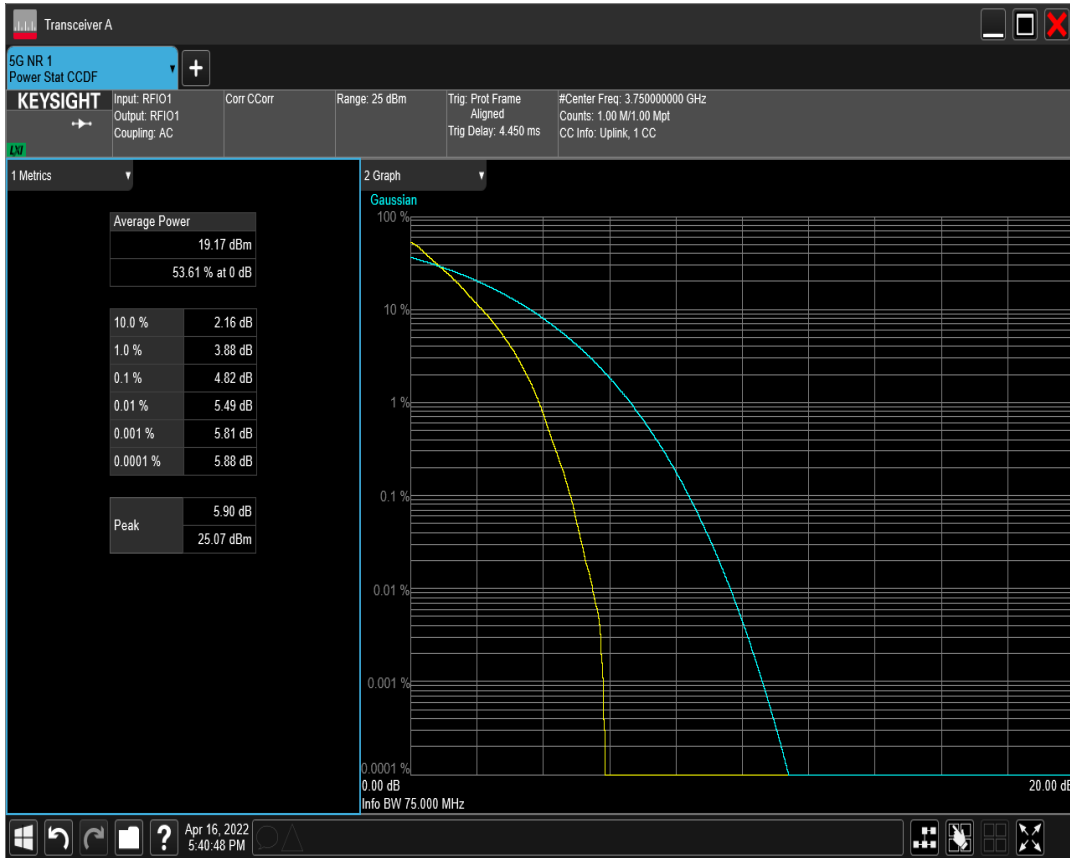 Transceiver A
5G NR 1
Power Stat CCDF
KEYSIGHT
LXI
Input: RFIO1
Output: RFIO1
Coupling: AC
Corr CCorr
Range: 25 dBm
Trig: Prot Frame
Aligned
Trig Delay: 4.450 ms
#Center Freq: 3.750000000 GHz
Counts: 1.00 M/1.00 Mpt
CC Info: Uplink, 1 CC
1 Metrics
Average Power
19.17 dBm
53.61 % at 0 dB
10.0 % 2.16 dB
1.0 % 3.88 dB
0.1 % 4.82 dB
0.01 % 5.49 dB
0.001 % 5.81 dB
0.0001 % 5.88 dB
Peak
5.90 dB
25.07 dBm
2 Graph
Gaussian
100 %
10 %
1 %
0.1 %
0.01 %
0.001 %
0.0001 %
0.00 dB 20.00 dB
Info BW 75.000 MHz
Apr 16, 2022
5:40:48 PM